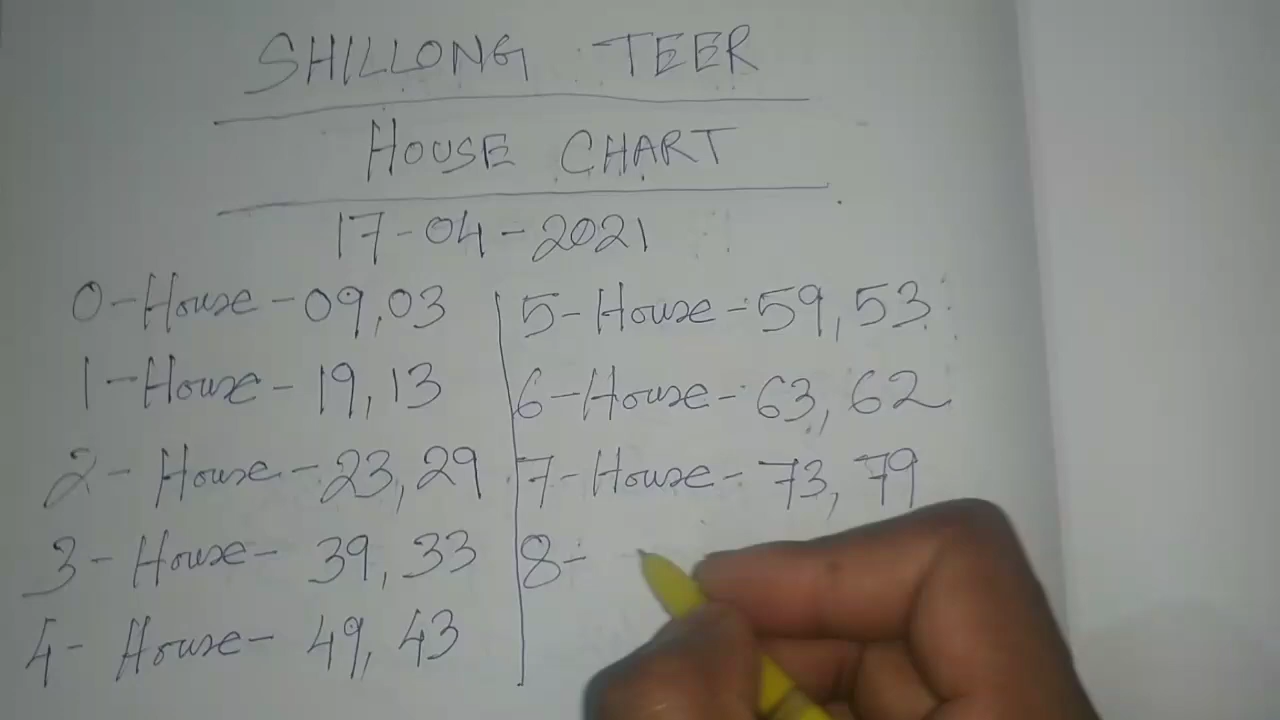 SHILLONG TEER
HOUSE CHART
17-04-2021
0-House-09,03
1-House-19,13
2-House-23,29
3-House-39,33
4-House-49,43
5-House-59,53
6-House-63,62
7-House-73,79
8-